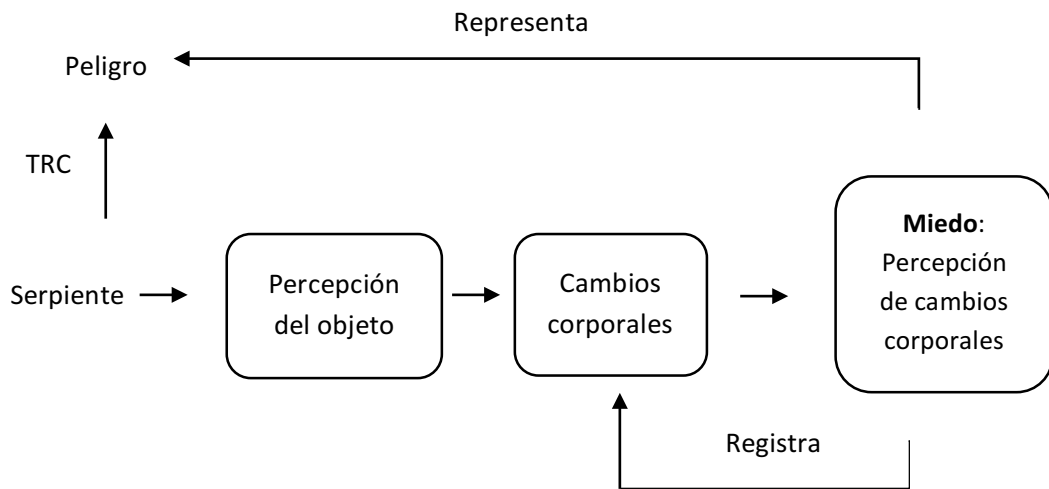 Representa
Peligro
TRC
Serpiente
Percepción
del objeto
Cambios
corporales
Miedo:
Percepción
de cambios
corporales
Registra